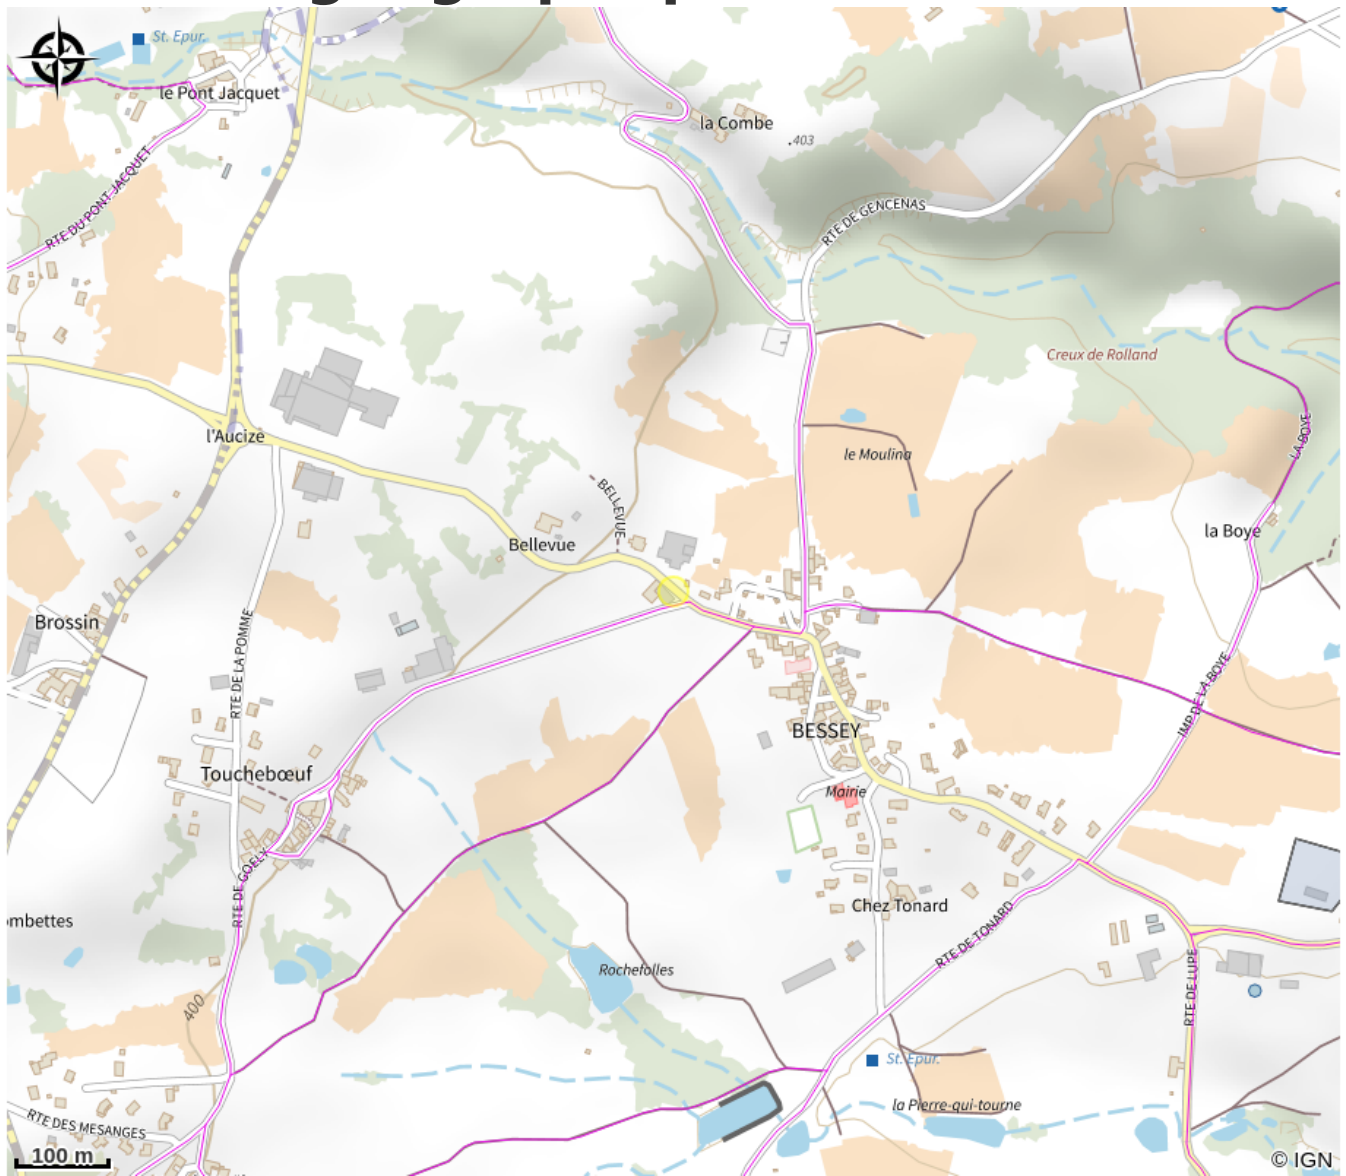 St. Epur.
le Pont Jacquet
la Combe
.403
RTE DU PONT JACQUET
RTE DE GENCENAS
Creux de Rolland
LA BOYE
l'Aucize
le Moulina
BELLEVUE
Bellevue
la Boye
Brossin
RTE DE LA POMME
IMP DE LA BOYE
BESSEY
Touchebœuf
Mairie
RTE DE GOELY
Chez Tonard
ombettes
RTE DE TONARD
Rochefolles
RTE DE LUPE
400
St. Epur.
la Pierre-qui-tourne
RTE DES MESANGES
100 m
© IGN